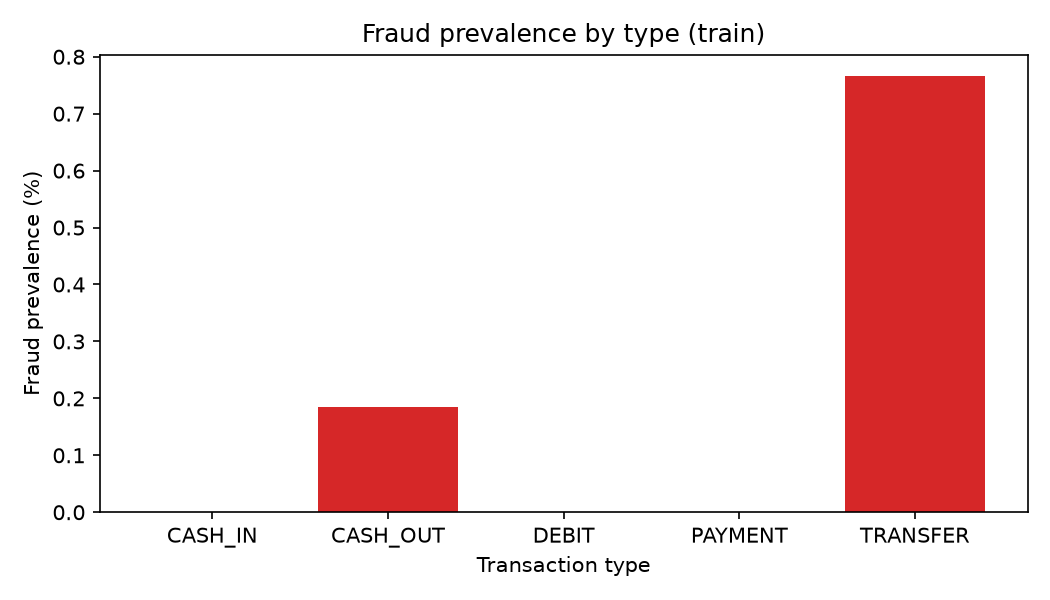 Fraud prevalence by type (train)
Fraud prevalence (%)
0.8
0.7
0.6
0.5
0.4
0.3
0.2
0.1
0.0
CASH_IN CASH_OUT DEBIT PAYMENT TRANSFER
Transaction type